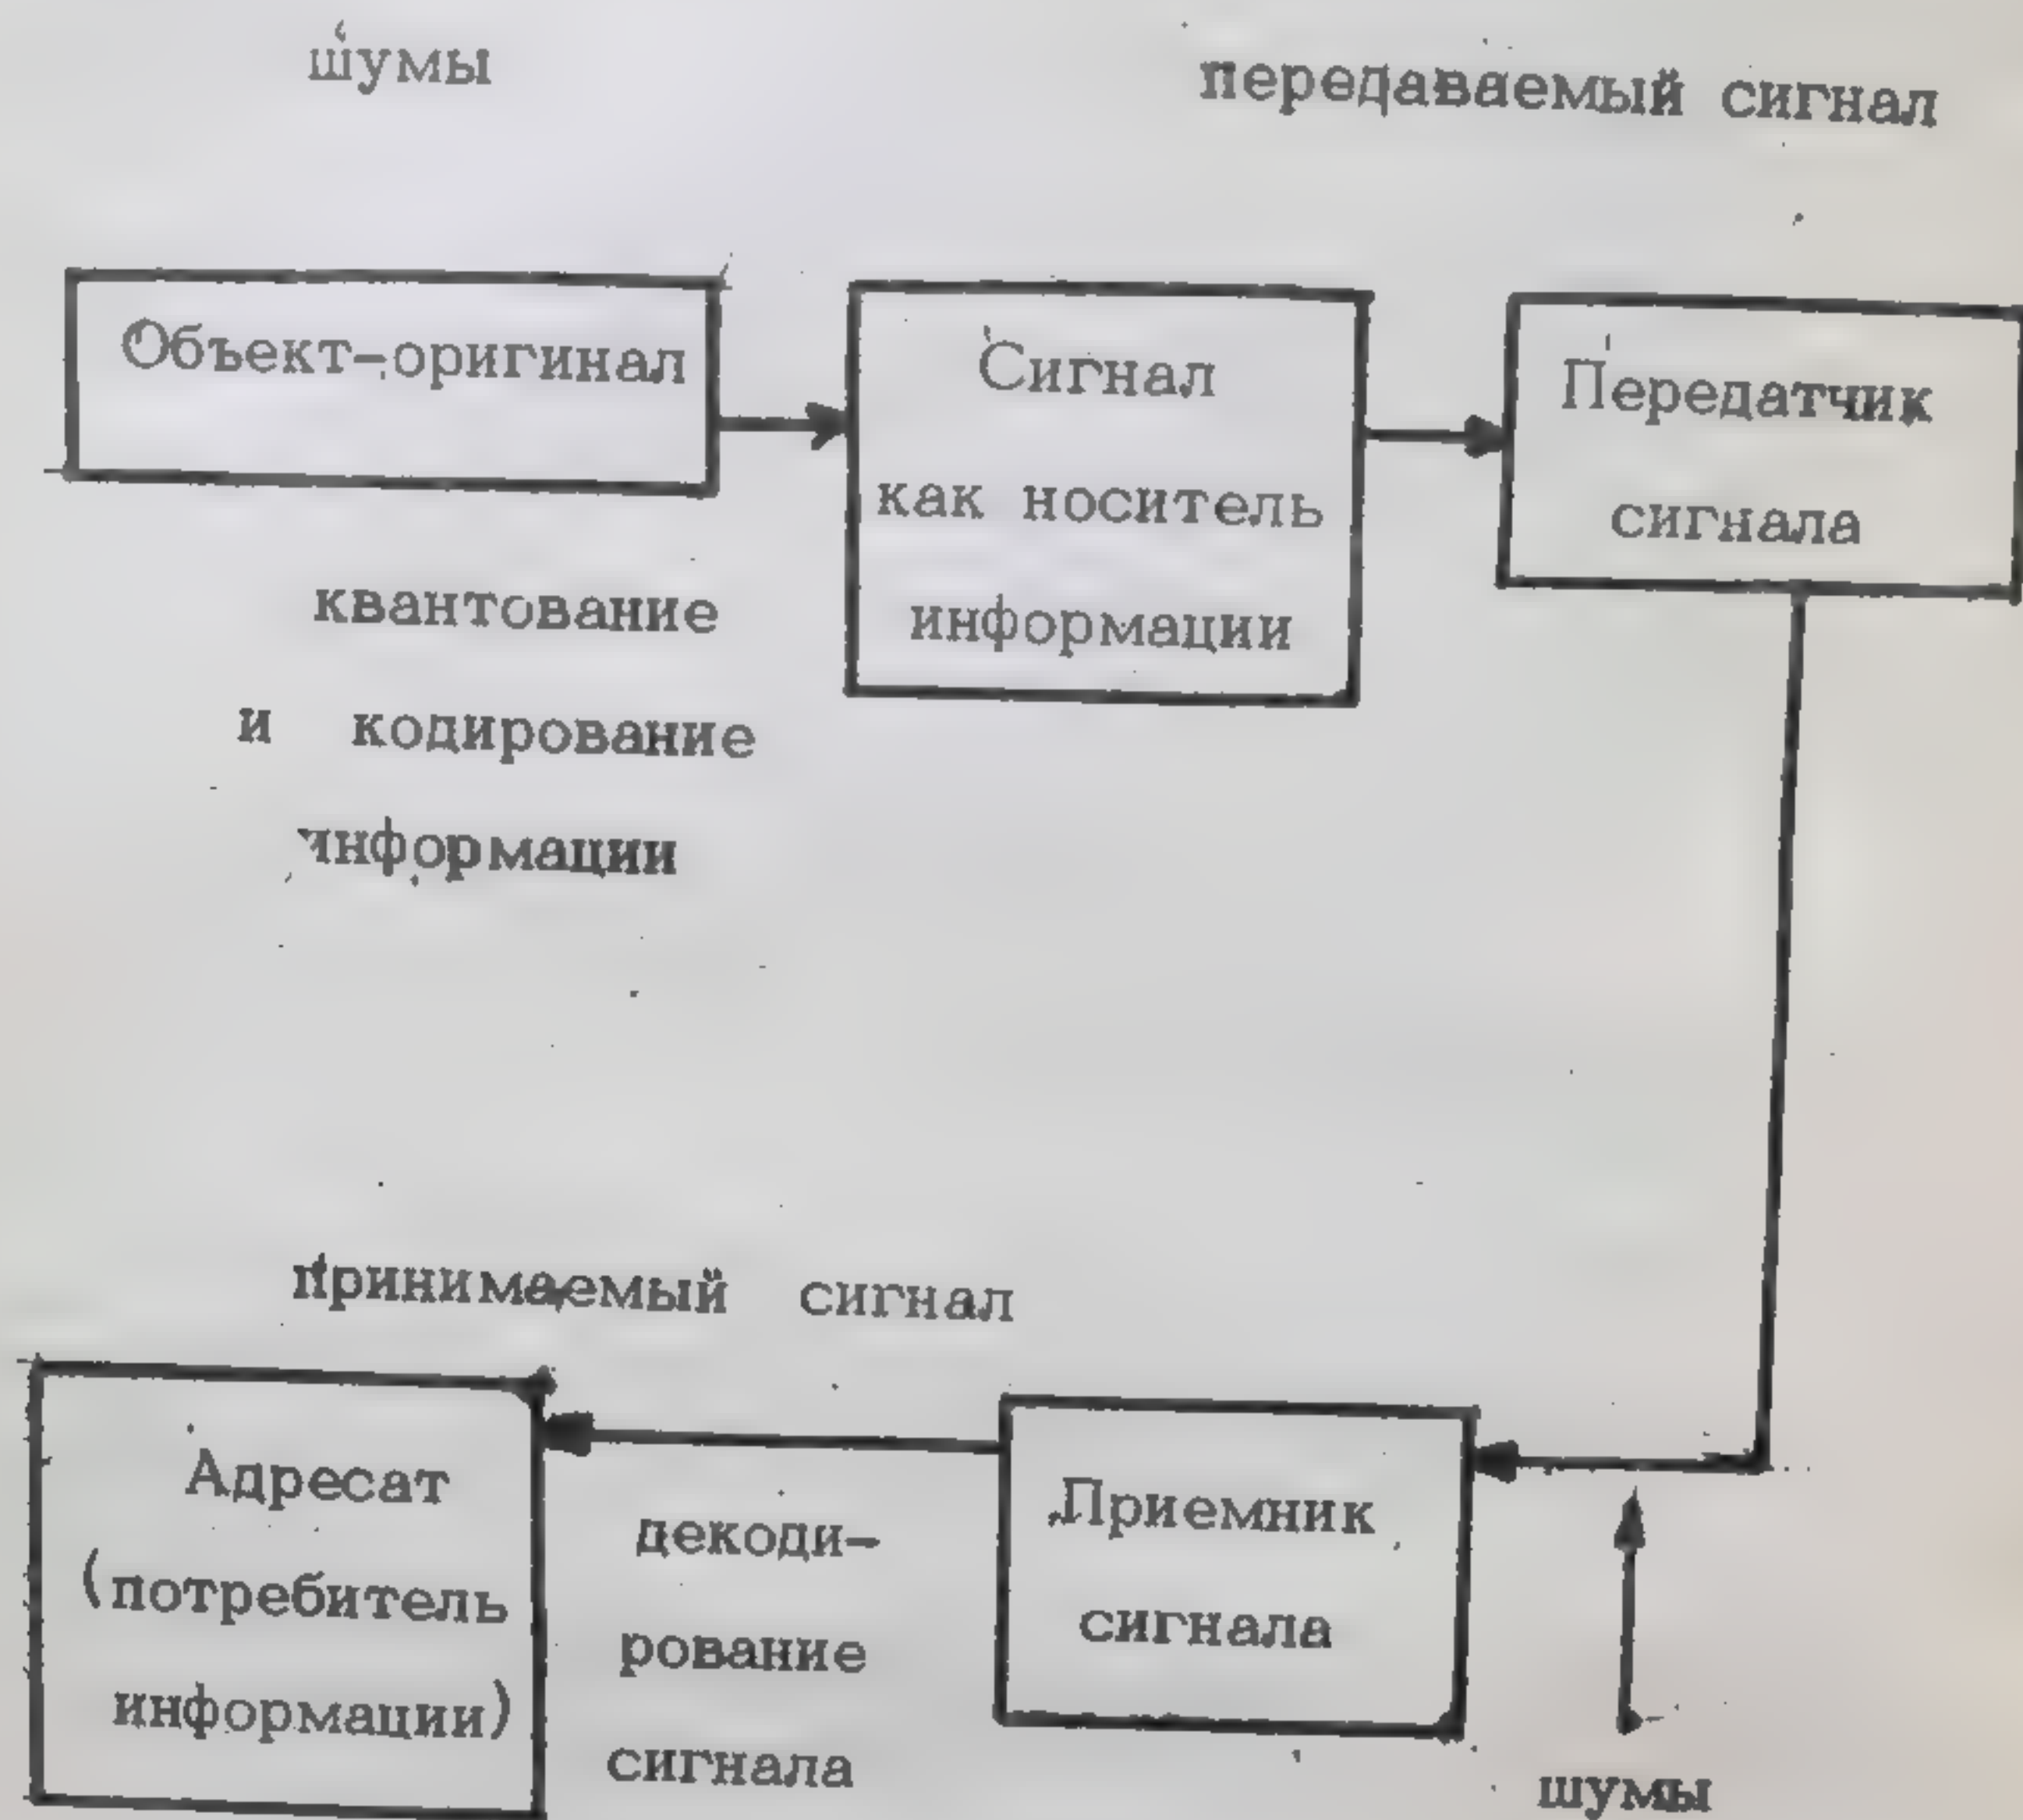 шумы
передаваемый сигнал
Объект-оригинал
Сигнал
как носитель
информации
Передатчик
сигнала
квантование
и кодирование
информации
принимаемый сигнал
Адресат
(потребитель
информации)
декоди-
рование
сигнала
Приемник
сигнала
шумы